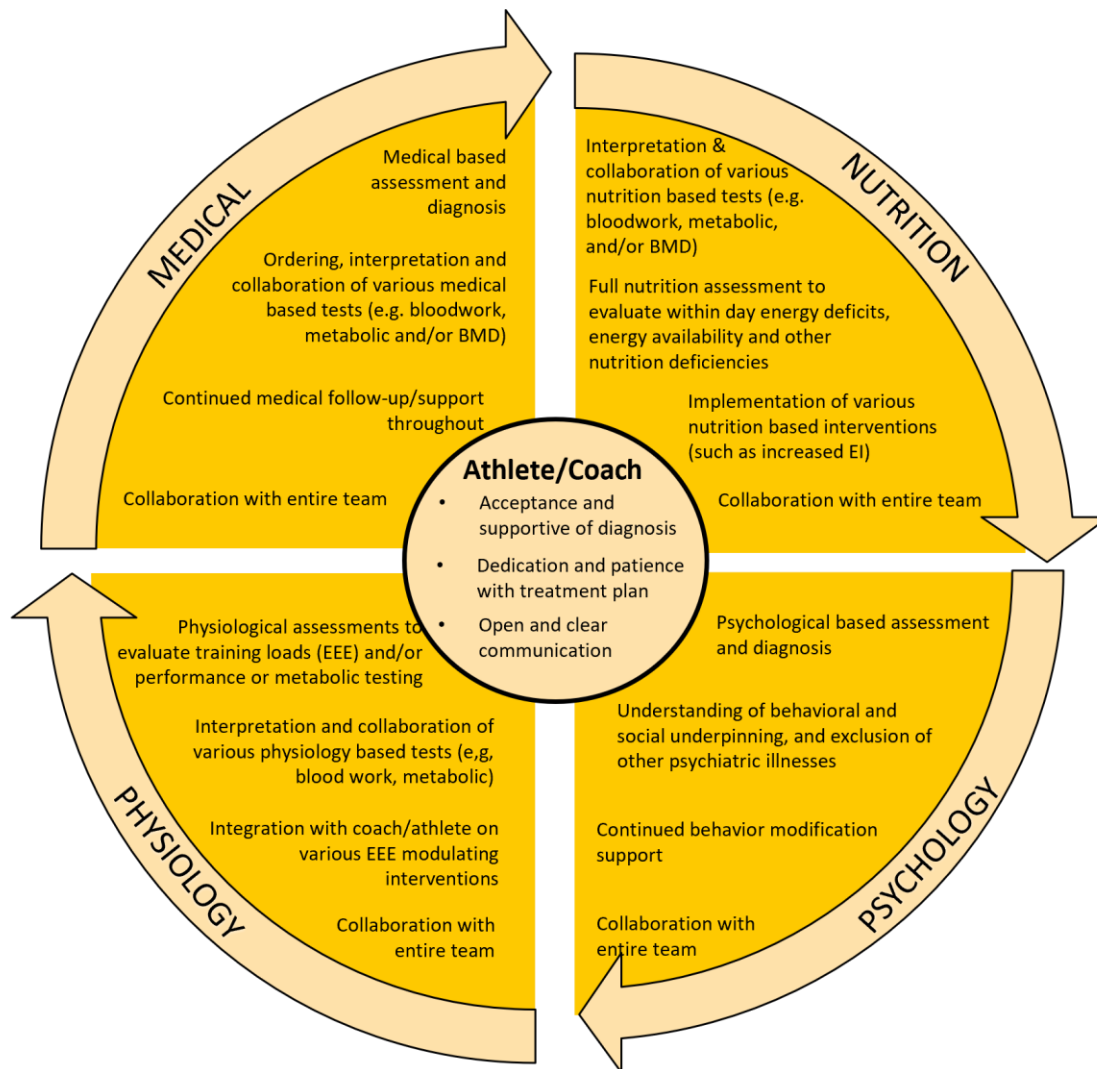 MEDICAL
Medical based
assessment and
diagnosis
Ordering, interpretation and
collaboration of various medical
based tests (e.g. bloodwork,
metabolic and/or BMD)
Continued medical follow-up/support
throughout
Collaboration with entire team
NUTRITION
Interpretation &
collaboration of various
nutrition based tests (e.g.
bloodwork, metabolic,
and/or BMD)
Full nutrition assessment to
evaluate within day energy deficits,
energy availability and other
nutrition deficiencies
Implementation of various
nutrition based interventions
(such as increased EI)
Collaboration with entire team
Athlete/Coach
• Acceptance and
supportive of diagnosis
• Dedication and patience
with treatment plan
• Open and clear
communication
PHYSIOLOGY
Physiological assessments to
evaluate training loads (EEE) and/or
performance or metabolic testing
Interpretation and collaboration of
various physiology based tests (e,g,
blood work, metabolic)
Integration with coach/athlete on
various EEE modulating
interventions
Collaboration with
entire team
PSYCHOLOGY
Psychological based assessment
and diagnosis
Understanding of behavioral and
social underpinning, and exclusion of
other psychiatric illnesses
Continued behavior modification
support
Collaboration with
entire team